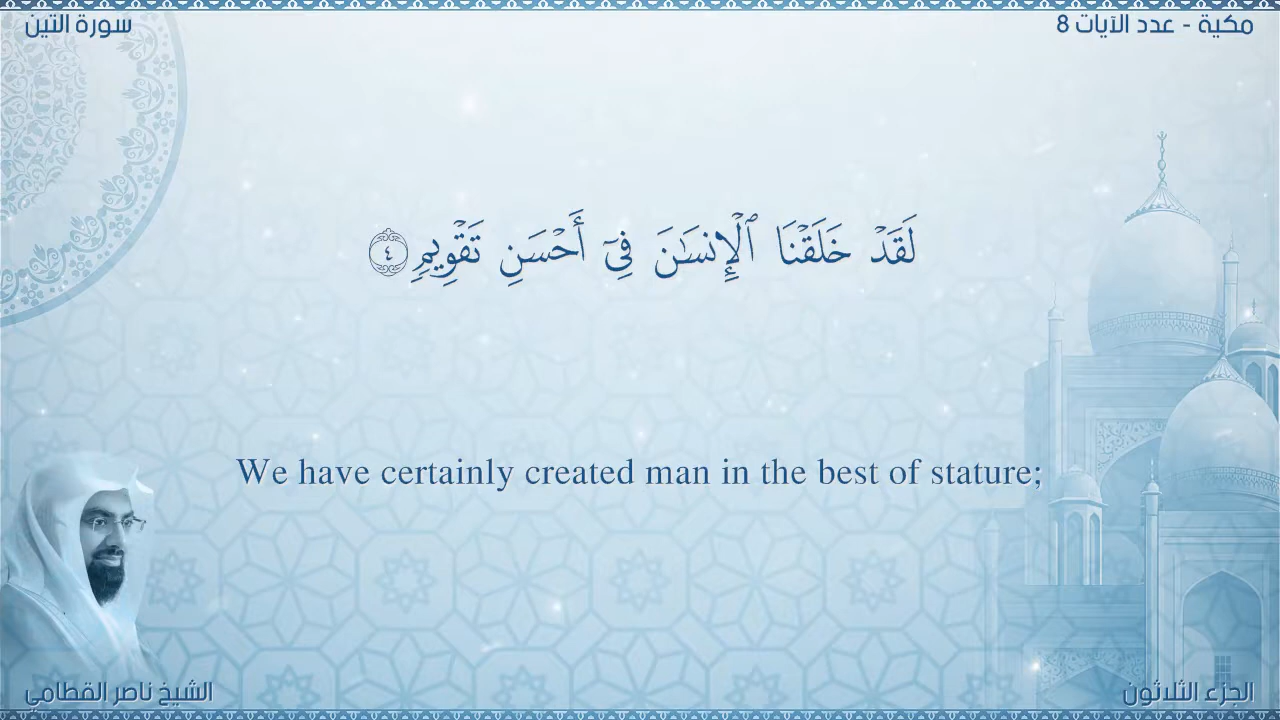 سورة التين
مكية - عدد الآيات 8
لَقَدْ خَلَقْنَا ٱلْإِنسَـٰنَ فِىٓ أَحْسَنِ تَقْوِيمٍ ٤
We have certainly created man in the best of stature;
الشيخ ناصر القطامي
الجزء الثلاثون